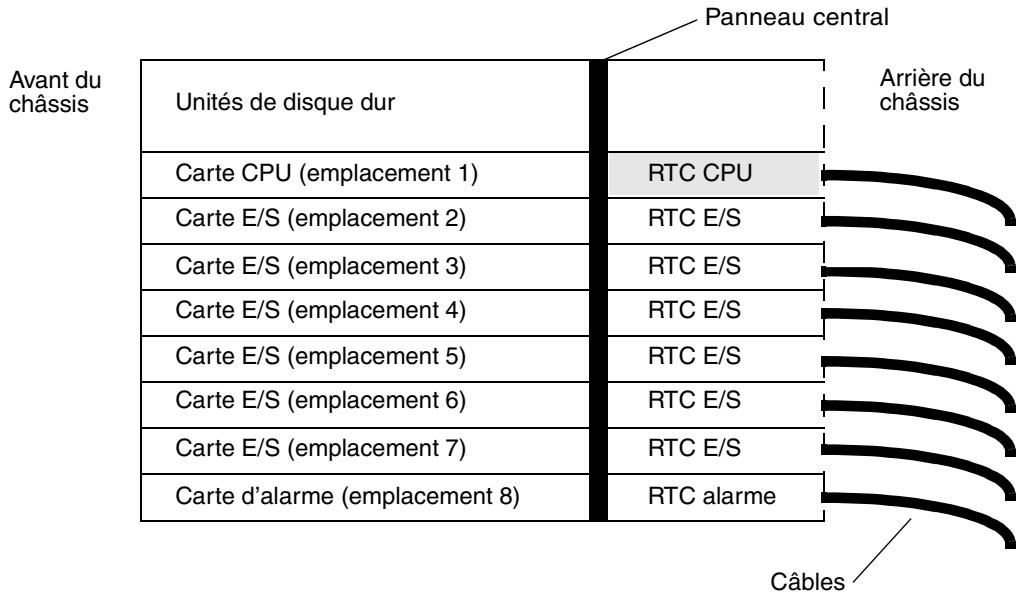 Panneau central
Avant du
châssis
Arrière du
châssis
Unités de disque dur
Carte CPU (emplacement 1) RTC CPU
Carte E/S (emplacement 2) RTC E/S
Carte E/S (emplacement 3) RTC E/S
Carte E/S (emplacement 4) RTC E/S
Carte E/S (emplacement 5) RTC E/S
Carte E/S (emplacement 6) RTC E/S
Carte E/S (emplacement 7) RTC E/S
Carte d'alarme (emplacement 8) RTC alarme
Câbles